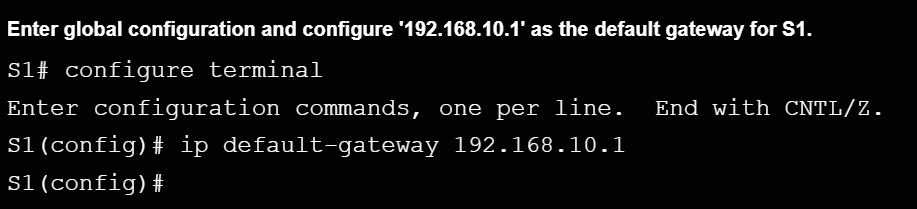 Enter global configuration and configure '192.168.10.1' as the default gateway for S1.
S1# configure terminal
Enter configuration commands, one per line.  End with CNTL/Z.
S1(config)# ip default-gateway 192.168.10.1
S1(config)#